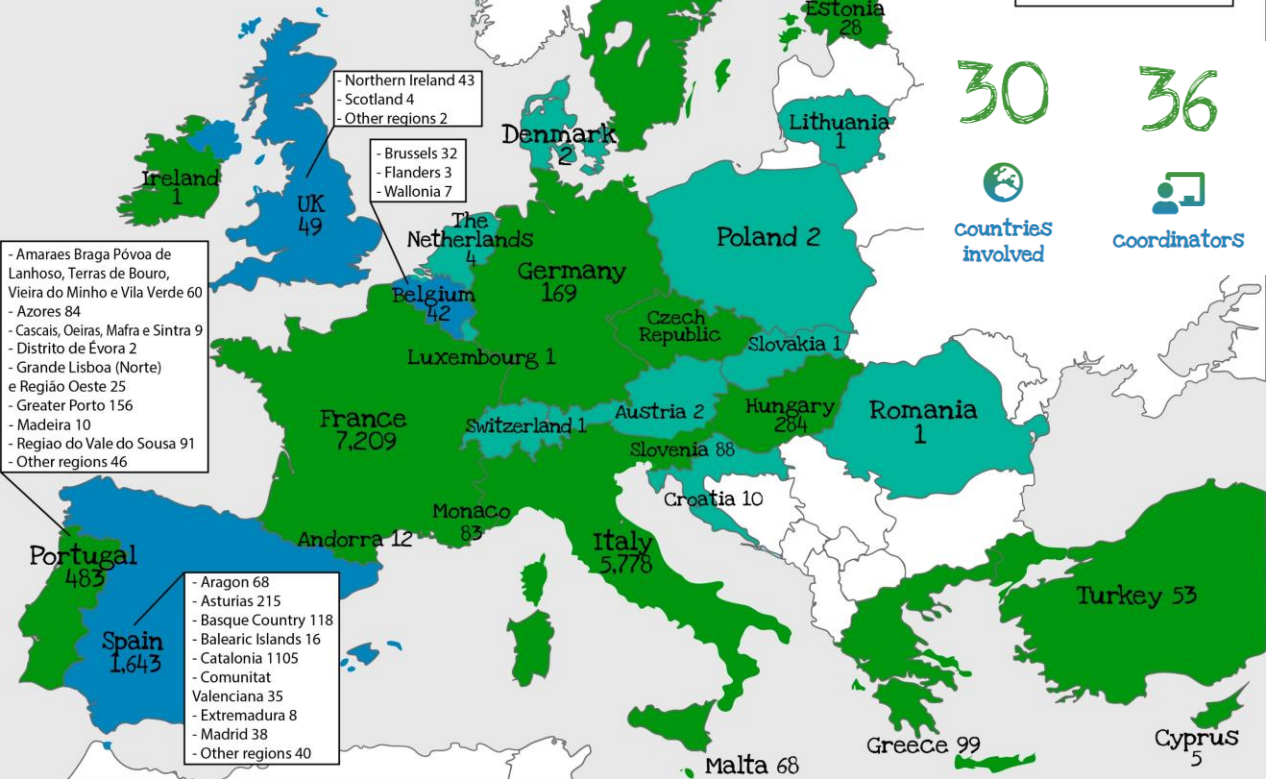 Estonia
28
30
36
countries
involved
coordinators
- Northern Ireland 43
- Scotland 4
- Other regions 2
Denmark
2
Lithuania
1
- Brussels 32
- Flanders 3
- Wallonia 7
Ireland
1
UK
49
The
Netherlands
4
Poland 2
Germany
169
- Amaraes Braga Póvoa de
Lanhoso, Terras de Bouro,
Vieira do Minho e Vila Verde 60
- Azores 84
- Cascais, Oeiras, Mafra e Sintra 9
- Distrito de Évora 2
- Grande Lisboa (Norte)
e Região Oeste 25
- Greater Porto 156
- Madeira 10
- Regiao do Vale do Sousa 91
- Other regions 46
Belgium
42
Czech
Republic
Slovakia 1
Luxembourg 1
France
7,209
Switzerland 1
Austria 2
Hungary
284
Romania
1
Slovenia 88
Croatia 10
Monaco
83
Andorra 12
Italy
5,778
Portugal
483
Spain
1,643
- Aragon 68
- Asturias 215
- Basque Country 118
- Balearic Islands 16
- Catalonia 1105
- Comunitat
Valenciana 35
- Extremadura 8
- Madrid 38
- Other regions 40
Turkey 53
Greece 99
Cyprus
5
Malta 68